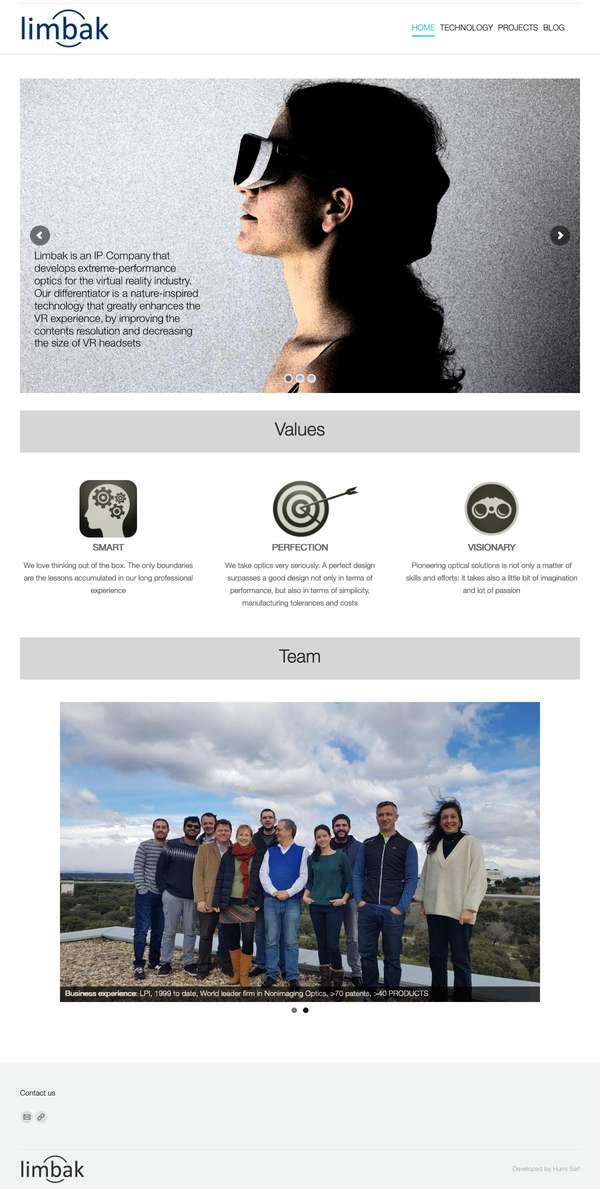 limbak
HOME TECHNOLOGY PROJECTS BLOG
Limbak is an IP Company that
develops extreme-performance
optics for the virtual reality industry.
Our differentiator is a nature-inspired
technology that greatly enhances the
VR experience, by improving the
contents resolution and decreasing
the size of VR headsets
Values
SMART
We love thinking out of the box. The only boundaries
are the lessons accumulated in our long professional
experience
PERFECTION
We take optics very seriously. A perfect design
surpasses a good design not only in terms of
performance, but also in terms of simplicity,
manufacturing tolerances and costs
VISIONARY
Pioneering optical solutions is not only a matter of
skills and efforts: it takes also a little bit of imagination
and lot of passion
Team
Business experience: LPI, 1999 to date, World leader firm in Nonimaging Optics, >70 patents, >40 PRODUCTS
Contact us
limbak
Developed by Humi Sarl